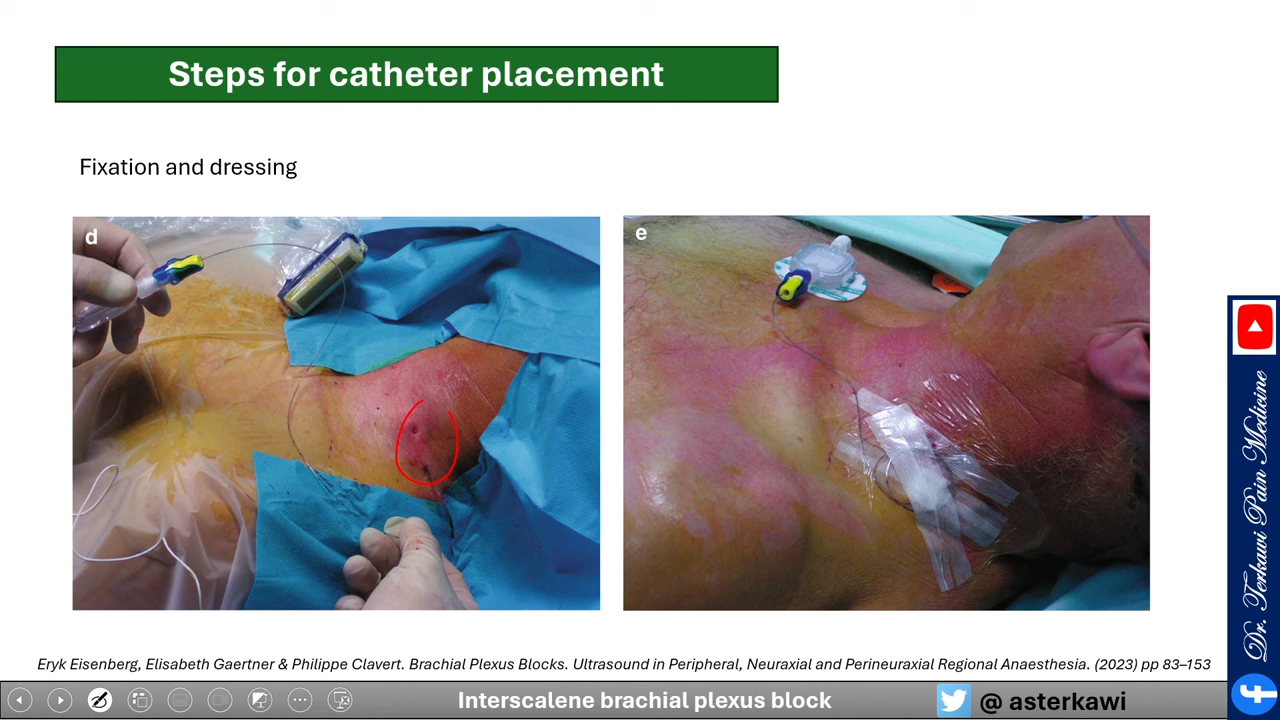 Steps for catheter placement
Fixation and dressing
d
e
Dr. Terkawi Pain Medicine
Eryk Eisenberg, Elisabeth Gaertner & Philippe Clavert. Brachial Plexus Blocks. Ultrasound in Peripheral, Neuraxial and Perineuraxial Regional Anaesthesia. (2023) pp 83–153
Interscalene brachial plexus block
@ asterkawi